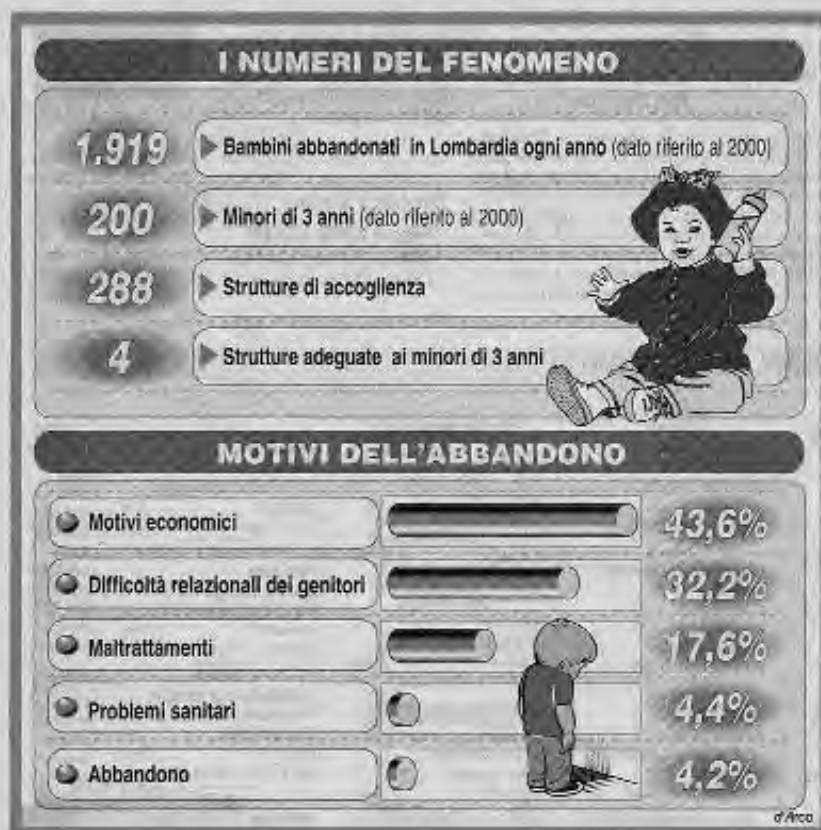 I NUMERI DEL FENOMENO
1.919 Bambini abbandonati in Lombardia ogni anno (dato riferito al 2000)
200 Minori di 3 anni (dato riferito al 2000)
288 Strutture di accoglienza
4 Strutture adeguate ai minori di 3 anni
MOTIVI DELL'ABBANDONO
Motivi economici 43,6%
Difficoltà relazionali dei genitori 32,2%
Maltrattamenti 17,6%
Problemi sanitari 4,4%
Abbandono 4,2%
d'Arco